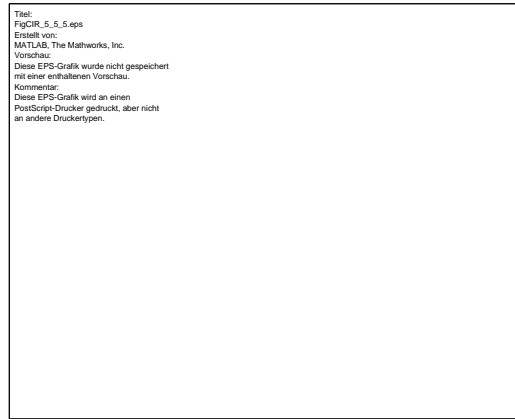 Titel:
FigCIR_5_5_5.eps
Erstellt von:
MATLAB, The Mathworks, Inc.
Vorschau:
Diese EPS-Grafik wurde nicht gespeichert
mit einer enthaltenen Vorschau.
Kommentar:
Diese EPS-Grafik wird an einen
PostScript-Drucker gedruckt, aber nicht
an andere Druckertypen.